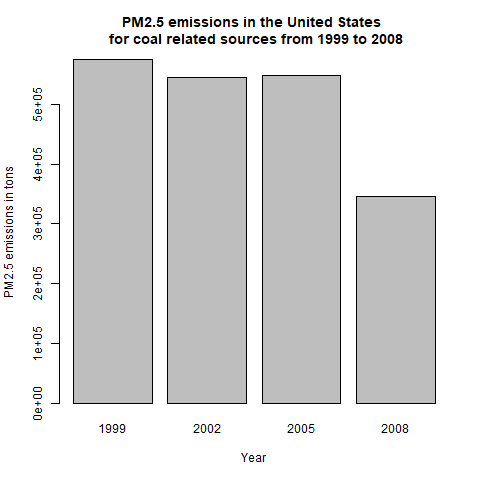 PM2.5 emissions in the United States
for coal related sources from 1999 to 2008
PM2.5 emissions in tons
5e+05
4e+05
3e+05
2e+05
1e+05
0e+00
1999 2002 2005 2008
Year